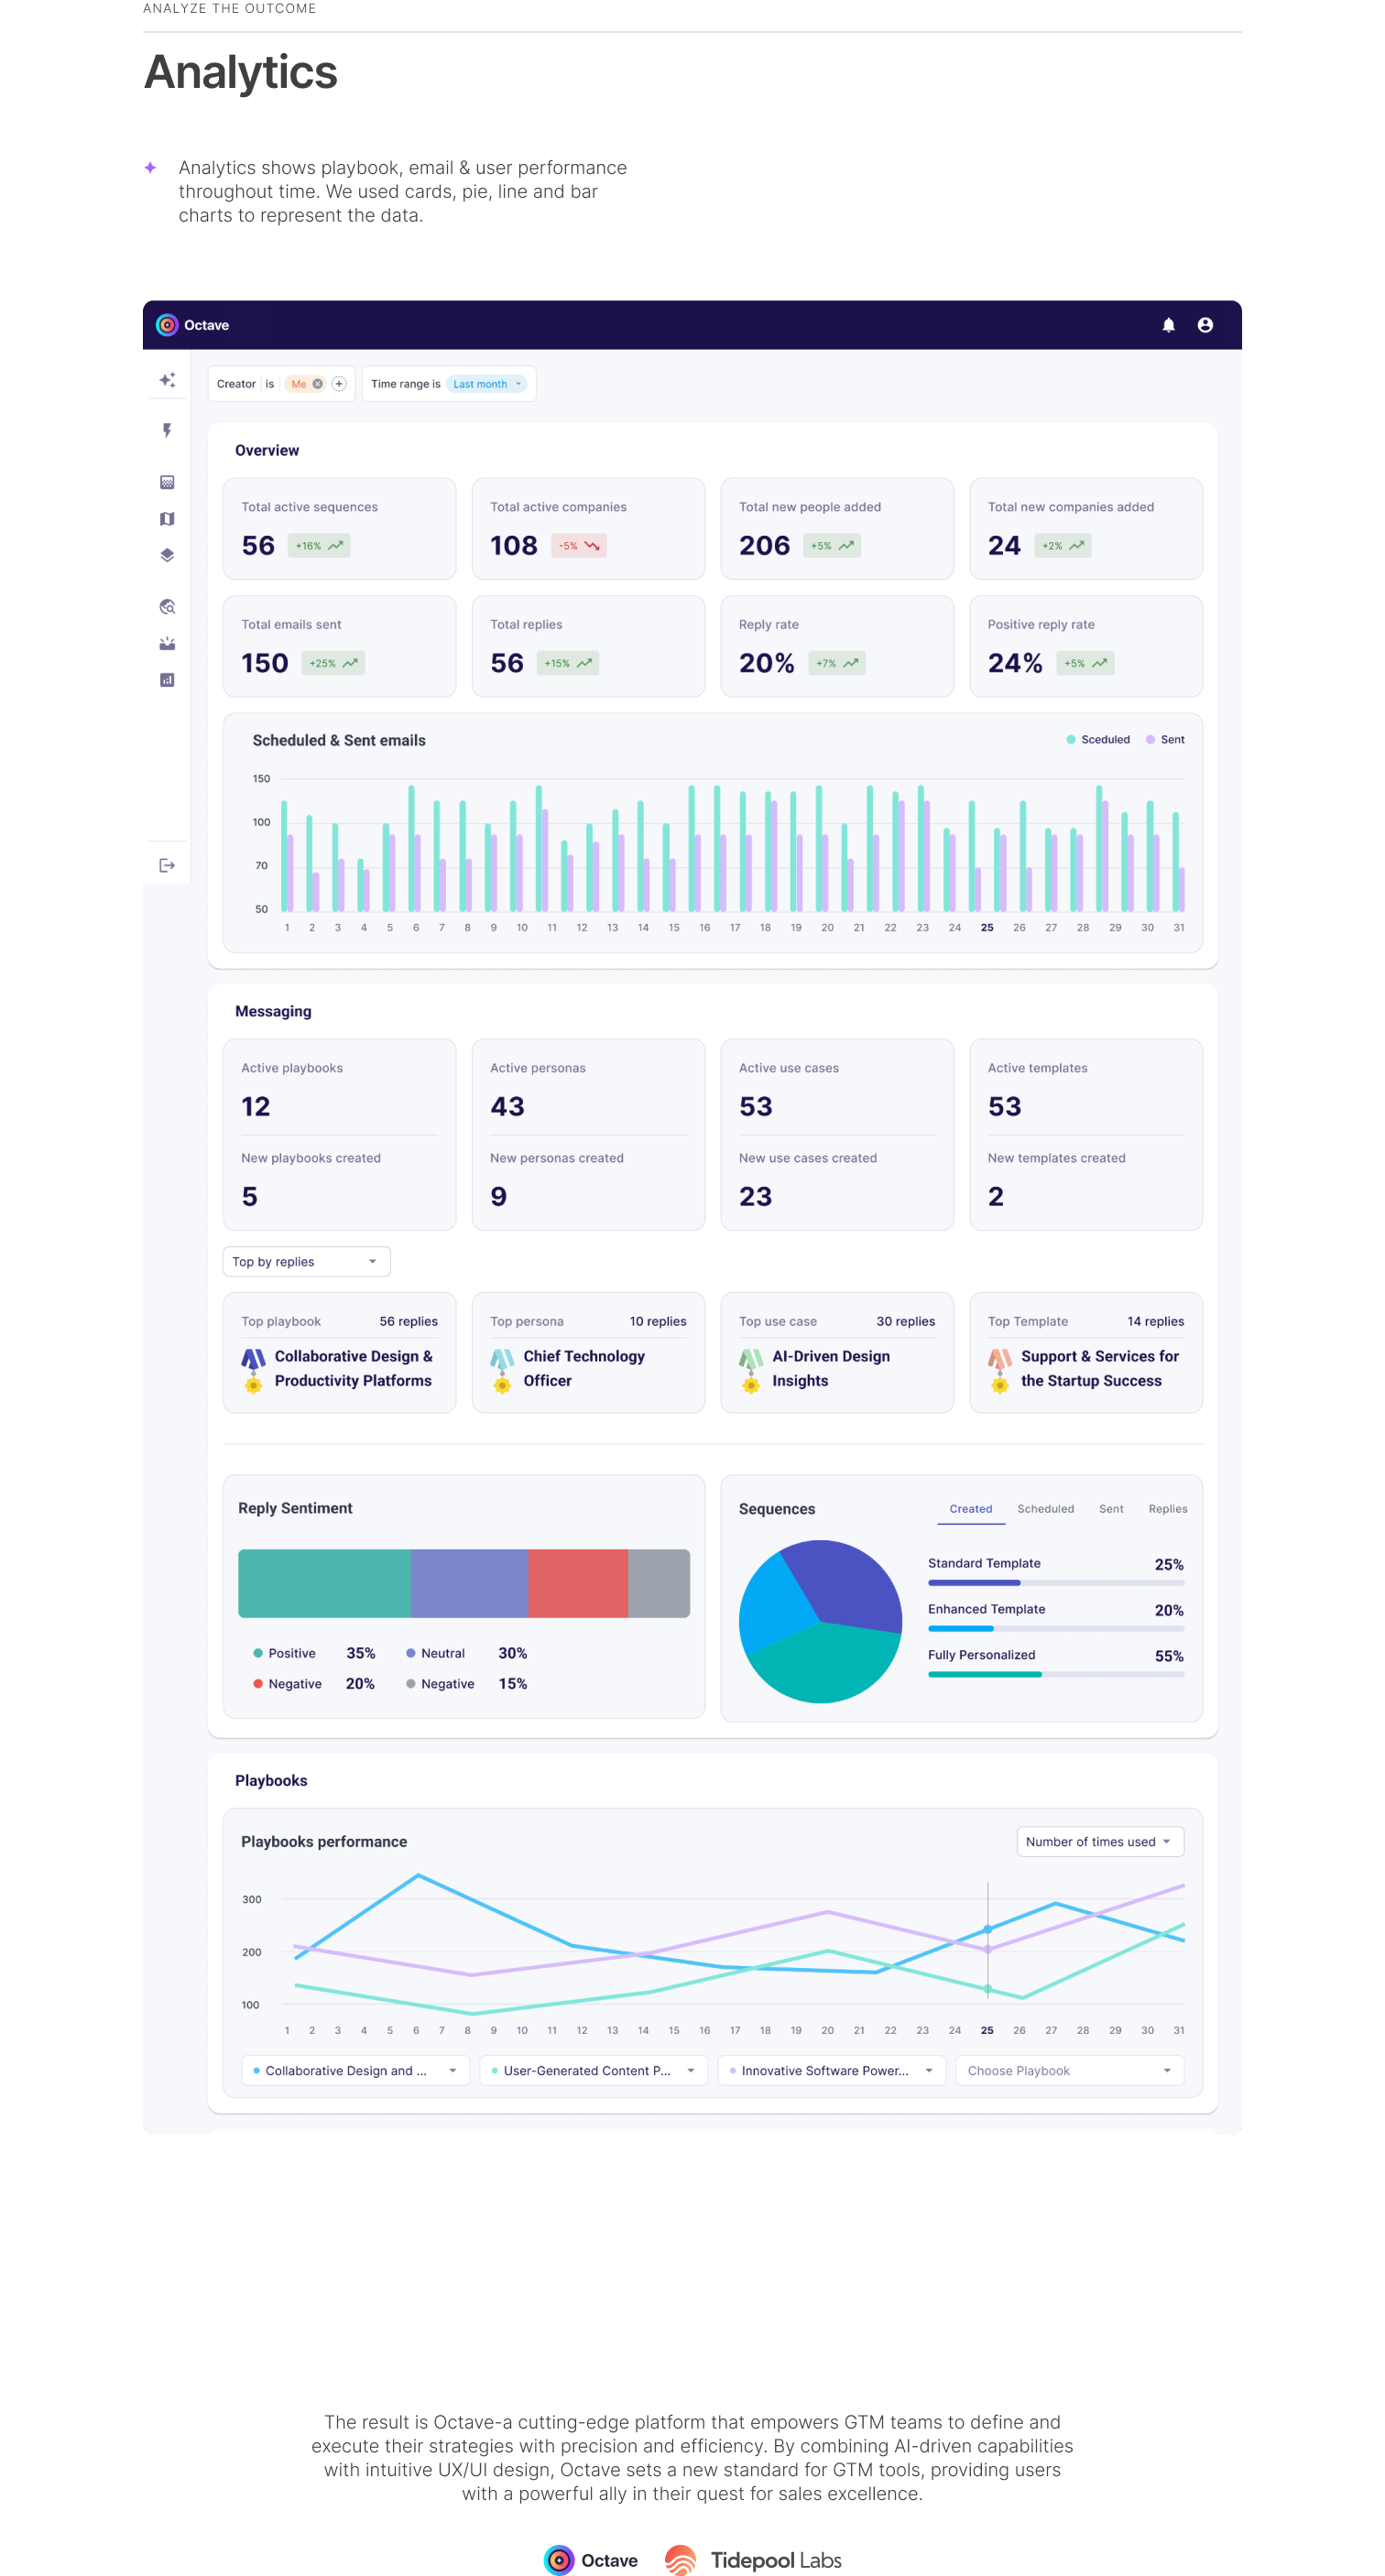 ANALYZE THE OUTCOME
Analytics
Analytics shows playbook, email & user performance
throughout time. We used cards, pie, line and bar
charts to represent the data.
Octave
Creator is Me Time range is Last month
Overview
Total active sequences
56 +16%
Total active companies
108 -5%
Total new people added
206 +5%
Total new companies added
24 +2%
Total emails sent
150 +25%
Total replies
56 +15%
Reply rate
20% +7%
Positive reply rate
24% +5%
Scheduled & Sent emails
Sceduled Sent
150
100
70
50
1 2 3 4 5 6 7 8 9 10 11 12 13 14 15 16 17 18 19 20 21 22 23 24 25 26 27 28 29 30 31
Messaging
Active playbooks
12
New playbooks created
5
Active personas
43
New personas created
9
Active use cases
53
New use cases created
23
Active templates
53
New templates created
2
Top by replies
Top playbook 56 replies
Collaborative Design &
Productivity Platforms
Top persona 10 replies
Chief Technology
Officer
Top use case 30 replies
AI-Driven Design
Insights
Top Template 14 replies
Support & Services for
the Startup Success
Reply Sentiment
Positive 35% Neutral 30%
Negative 20% Negative 15%
Sequences
Created Scheduled Sent Replies
Standard Template 25%
Enhanced Template 20%
Fully Personalized 55%
Playbooks
Playbooks performance
Number of times used
300
200
100
1 2 3 4 5 6 7 8 9 10 11 12 13 14 15 16 17 18 19 20 21 22 23 24 25 26 27 28 29 30 31
Collaborative Design and ... User-Generated Content P... Innovative Software Power... Choose Playbook
The result is Octave-a cutting-edge platform that empowers GTM teams to define and
execute their strategies with precision and efficiency. By combining AI-driven capabilities
with intuitive UX/UI design, Octave sets a new standard for GTM tools, providing users
with a powerful ally in their quest for sales excellence.
Octave Tidepool Labs